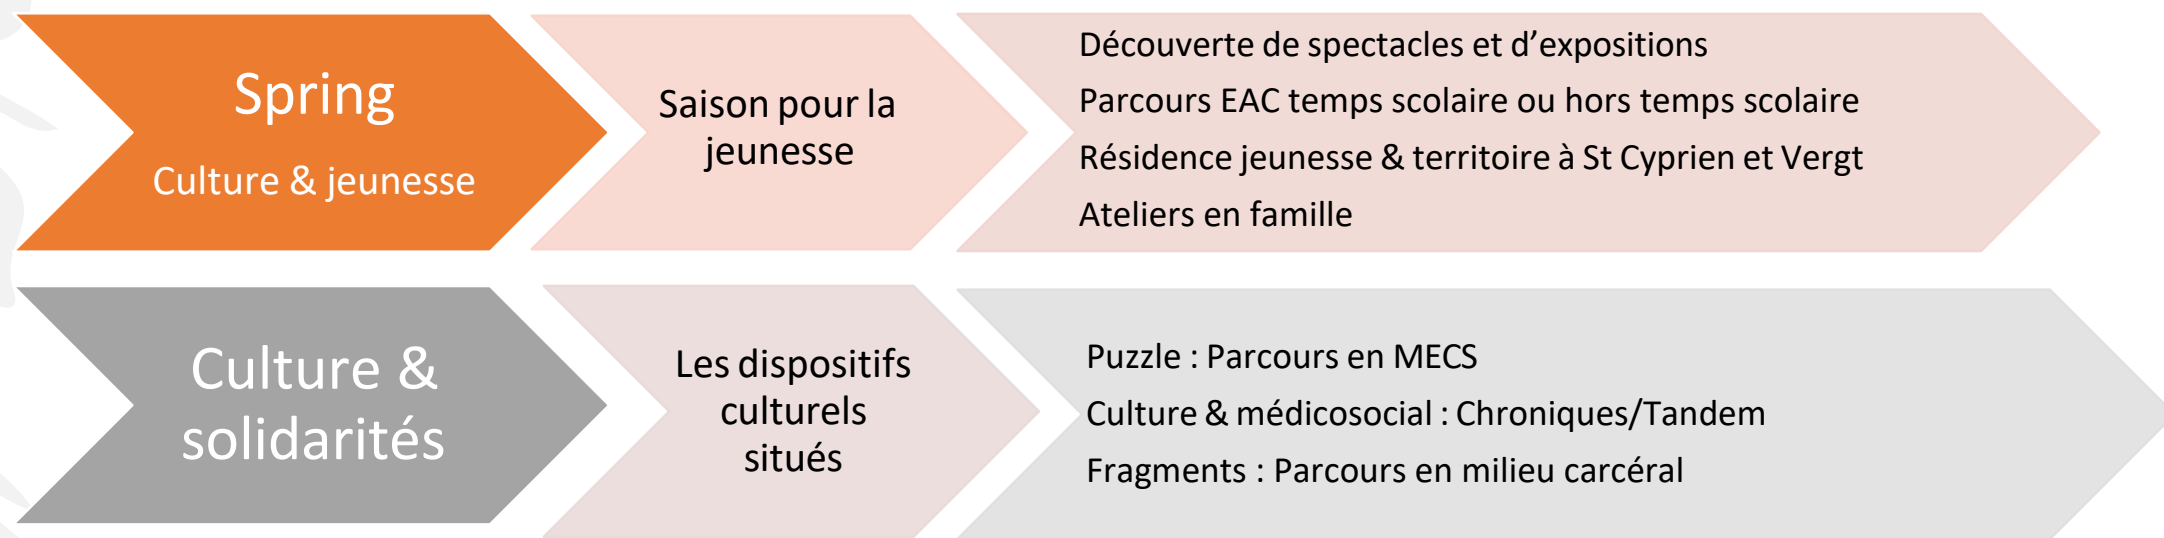 Spring
Culture & jeunesse
Saison pour la
jeunesse
Découverte de spectacles et d’expositions
Parcours EAC temps scolaire ou hors temps scolaire
Résidence jeunesse & territoire à St Cyprien et Vergt
Ateliers en famille
Culture &
solidarités
Les dispositifs
culturels
situés
Puzzle : Parcours en MECS
Culture & médicosocial : Chroniques/Tandem
Fragments : Parcours en milieu carcéral